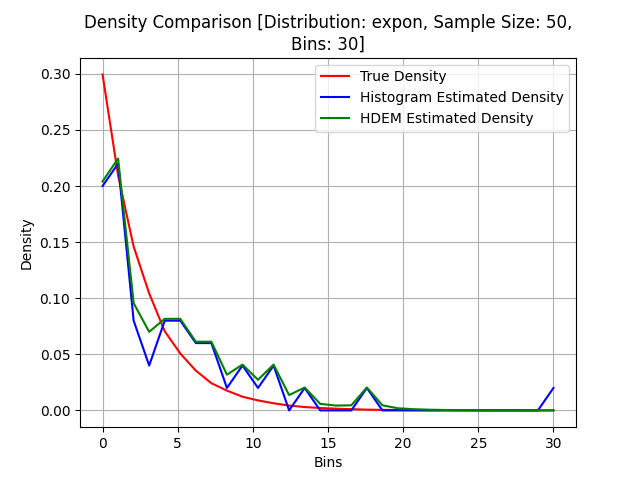 Density Comparison [Distribution: expon, Sample Size: 50,
Bins: 30]
True Density
Histogram Estimated Density
HDEM Estimated Density
Density
0.30
0.25
0.20
0.15
0.10
0.05
0.00
0 5 10 15 20 25 30
Bins